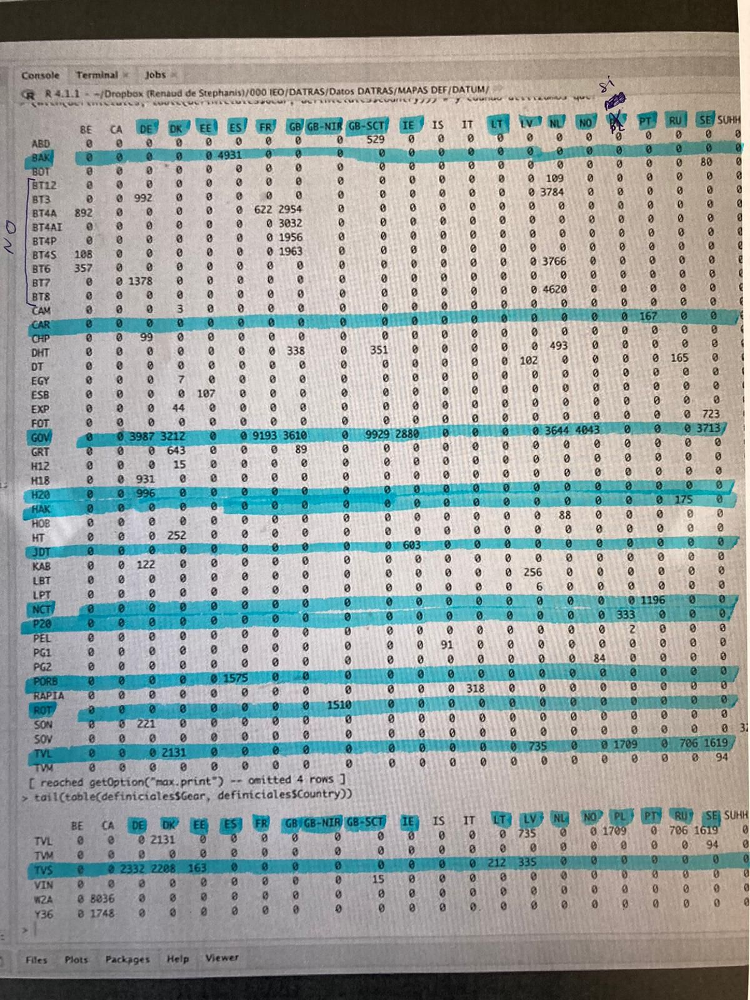 Console Terminal × Jobs ×
R 4.1.1 - ~/Dropbox (Renaud de Stephanis)/000 IEO/DATRAS/Datos DATRAS/MAPAS DEF/DATUM/
si
BE CA DE DK EE ES FR GB GB-NIR GB-SCT IE IS IT LT LV NL NO PL PT RU SE SUHH
ABD 0 0 0 0 0 0 0 0 0 529 0 0 0 0 0 0 0 0 0 0 0 0
BAK 0 0 0 0 0 4931 0 0 0 0 0 0 0 0 0 0 0 0 0 0 0 0
BOT 0 0 0 0 0 0 0 0 0 0 0 0 0 0 0 0 0 0 0 0 80 0
NO
BT12 0 0 0 0 0 0 0 0 0 0 0 0 0 0 0 109 0 0 0 0 0 0
BT3 0 0 992 0 0 0 0 0 0 0 0 0 0 0 0 3784 0 0 0 0 0 0
BT4A 892 0 0 0 0 0 622 2954 0 0 0 0 0 0 0 0 0 0 0 0 0 0
BT4AI 0 0 0 0 0 0 0 3032 0 0 0 0 0 0 0 0 0 0 0 0 0 0
BT4P 0 0 0 0 0 0 0 1956 0 0 0 0 0 0 0 0 0 0 0 0 0 0
BT4S 108 0 0 0 0 0 0 1963 0 0 0 0 0 0 0 0 0 0 0 0 0 0
BT6 357 0 0 0 0 0 0 0 0 0 0 0 0 0 0 3766 0 0 0 0 0 0
BT7 0 0 1378 0 0 0 0 0 0 0 0 0 0 0 0 0 0 0 0 0 0 0
BT8 0 0 0 0 0 0 0 0 0 0 0 0 0 0 0 4620 0 0 0 0 0 0
CAM 0 0 0 3 0 0 0 0 0 0 0 0 0 0 0 0 0 0 0 0 0 0
CAR 0 0 0 0 0 0 0 0 0 0 0 0 0 0 0 0 0 0 167 0 0
CHP 0 0 99 0 0 0 0 0 0 0 0 0 0 0 0 0 0 0 0 0 0
DHT 0 0 0 0 0 0 0 338 0 351 0 0 0 0 0 493 0 0 0 0 0
DT 0 0 0 0 0 0 0 0 0 0 0 0 0 0 102 0 0 0 0 165 0
EGY 0 0 0 7 0 0 0 0 0 0 0 0 0 0 0 0 0 0 0 0 0
ESB 0 0 0 0 107 0 0 0 0 0 0 0 0 0 0 0 0 0 0 0 0
EXP 0 0 0 44 0 0 0 0 0 0 0 0 0 0 0 0 0 0 0 0 0
FOT 0 0 0 0 0 0 0 0 0 0 0 0 0 0 0 0 0 0 0 0 723
GOV 0 0 3987 3212 0 0 9193 3610 0 9929 2880 0 0 0 0 3644 4043 0 0 0 3713
GRT 0 0 0 643 0 0 0 89 0 0 0 0 0 0 0 0 0 0 0 0 0
H12 0 0 0 15 0 0 0 0 0 0 0 0 0 0 0 0 0 0 0 0 0
H18 0 0 931 0 0 0 0 0 0 0 0 0 0 0 0 0 0 0 0 0 0
H20 0 0 996 0 0 0 0 0 0 0 0 0 0 0 0 0 0 0 0 0 0
HAK 0 0 0 0 0 0 0 0 0 0 0 0 0 0 0 0 0 0 0 175 0
HOB 0 0 0 0 0 0 0 0 0 0 0 0 0 0 0 88 0 0 0 0 0
HT 0 0 0 252 0 0 0 0 0 0 0 0 0 0 0 0 0 0 0 0 0
JDT 0 0 0 0 0 0 0 0 0 0 603 0 0 0 0 0 0 0 0 0 0
KAB 0 0 122 0 0 0 0 0 0 0 0 0 0 0 0 0 0 0 0 0 0
LBT 0 0 0 0 0 0 0 0 0 0 0 0 0 0 256 0 0 0 0 0 0
LPT 0 0 0 0 0 0 0 0 0 0 0 0 0 0 6 0 0 0 0 0 0
NCT 0 0 0 0 0 0 0 0 0 0 0 0 0 0 0 0 0 0 1196 0 0
P20 0 0 0 0 0 0 0 0 0 0 0 0 0 0 0 0 0 333 0 0 0
PEL 0 0 0 0 0 0 0 0 0 0 0 0 0 0 0 0 0 2 0 0 0
PG1 0 0 0 0 0 0 0 0 0 0 0 91 0 0 0 0 0 0 0 0 0
PG2 0 0 0 0 0 0 0 0 0 0 0 0 0 0 0 0 84 0 0 0 0
PORB 0 0 0 0 0 1575 0 0 0 0 0 0 0 0 0 0 0 0 0 0 0
RAPIA 0 0 0 0 0 0 0 0 0 0 0 0 318 0 0 0 0 0 0 0 0
ROT 0 0 0 0 0 0 0 0 1510 0 0 0 0 0 0 0 0 0 0 0 0
SON 0 0 221 0 0 0 0 0 0 0 0 0 0 0 0 0 0 0 0 0 0
SOV 0 0 0 0 0 0 0 0 0 0 0 0 0 0 0 0 0 0 0 0 0
TVL 0 0 0 2131 0 0 0 0 0 0 0 0 0 0 735 0 0 1709 0 706 1619
TVM 0 0 0 0 0 0 0 0 0 0 0 0 0 0 0 0 0 0 0 0 94
[ reached getOption("max.print") -- omitted 4 rows ]
> tail(table(definiciales$Gear, definiciales$Country))
BE CA DE DK EE ES FR GB GB-NIR GB-SCT IE IS IT LT LV NL NO PL PT RU SE SUHH
TVL 0 0 0 2131 0 0 0 0 0 0 0 0 0 0 735 0 0 1709 0 706 1619 0
TVM 0 0 0 0 0 0 0 0 0 0 0 0 0 0 0 0 0 0 0 0 94 0
TVS 0 0 2332 2208 163 0 0 0 0 0 0 0 0 212 335 0 0 0 0 0 0 0
VIN 0 0 0 0 0 0 0 0 0 15 0 0 0 0 0 0 0 0 0 0 0 0
W2A 0 8036 0 0 0 0 0 0 0 0 0 0 0 0 0 0 0 0 0 0 0 0
Y36 0 1748 0 0 0 0 0 0 0 0 0 0 0 0 0 0 0 0 0 0 0 0
>
Files Plots Packages Help Viewer